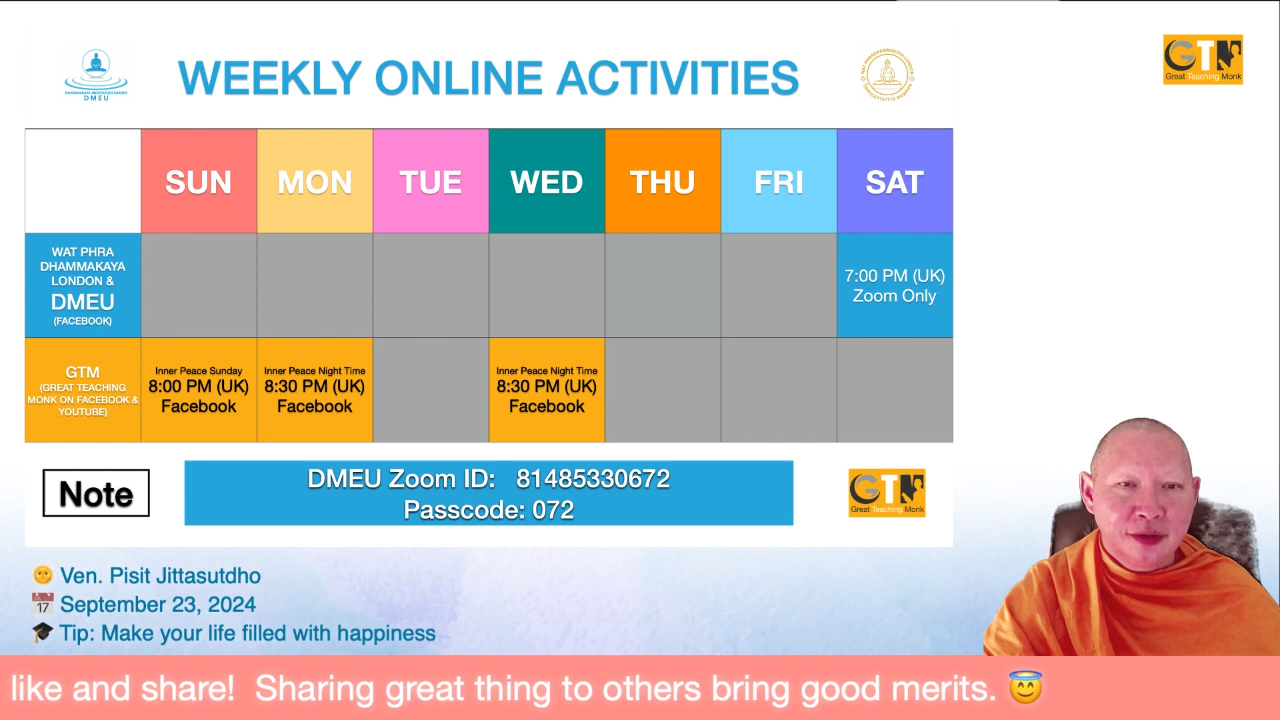 WEEKLY ONLINE ACTIVITIES
DMEU
GTM
Great Teaching Monk
SUN MON TUE WED THU FRI SAT
WAT PHRA
DHAMMAKAYA
LONDON &
DMEU
(FACEBOOK)
7:00 PM (UK)
Zoom Only
GTM
(GREAT TEACHING
MONK ON FACEBOOK &
YOUTUBE)
Inner Peace Sunday
8:00 PM (UK)
Facebook
Inner Peace Night Time
8:30 PM (UK)
Facebook
Inner Peace Night Time
8:30 PM (UK)
Facebook
Note
DMEU Zoom ID: 81485330672
Passcode: 072
GTM
Great Teaching Monk
Ven. Pisit Jittasutdho
17
September 23, 2024
Tip: Make your life filled with happiness
like and share! Sharing great thing to others bring good merits. 😇